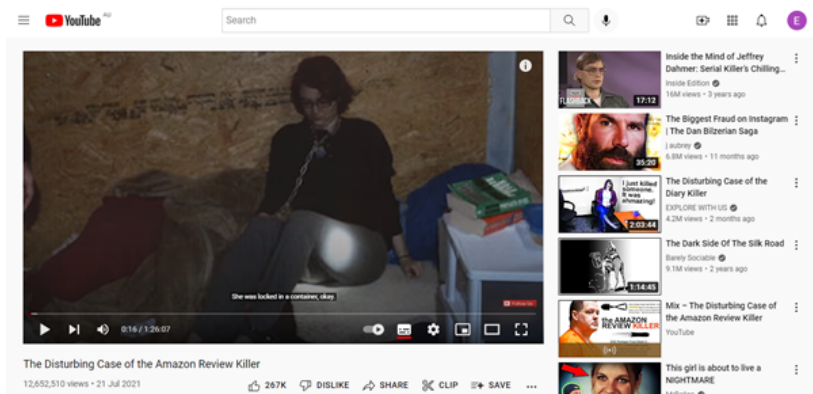 YouTube AU
Search
E
She was locked in a container, okay.
Follow Us
0:16 / 1:26:07
The Disturbing Case of the Amazon Review Killer
12,652,510 views • 21 Jul 2021
267K
DISLIKE
SHARE
CLIP
SAVE
FLASHBACK
17:12
Inside the Mind of Jeffrey
Dahmer: Serial Killer's Chilling...
Inside Edition
16M views • 3 years ago
35:20
The Biggest Fraud on Instagram
| The Dan Bilzerian Saga
j aubrey
6.8M views • 11 months ago
I just killed
someone.
It was
ahmazing!
2:03:44
The Disturbing Case of the
Diary Killer
EXPLORE WITH US
4.2M views • 2 months ago
1:14:45
The Dark Side Of The Silk Road
Barely Sociable
9.1M views • 2 years ago
the AMAZON
REVIEW KILLER
Mix – The Disturbing Case of
the Amazon Review Killer
YouTube
This girl is about to live a
NIGHTMARE